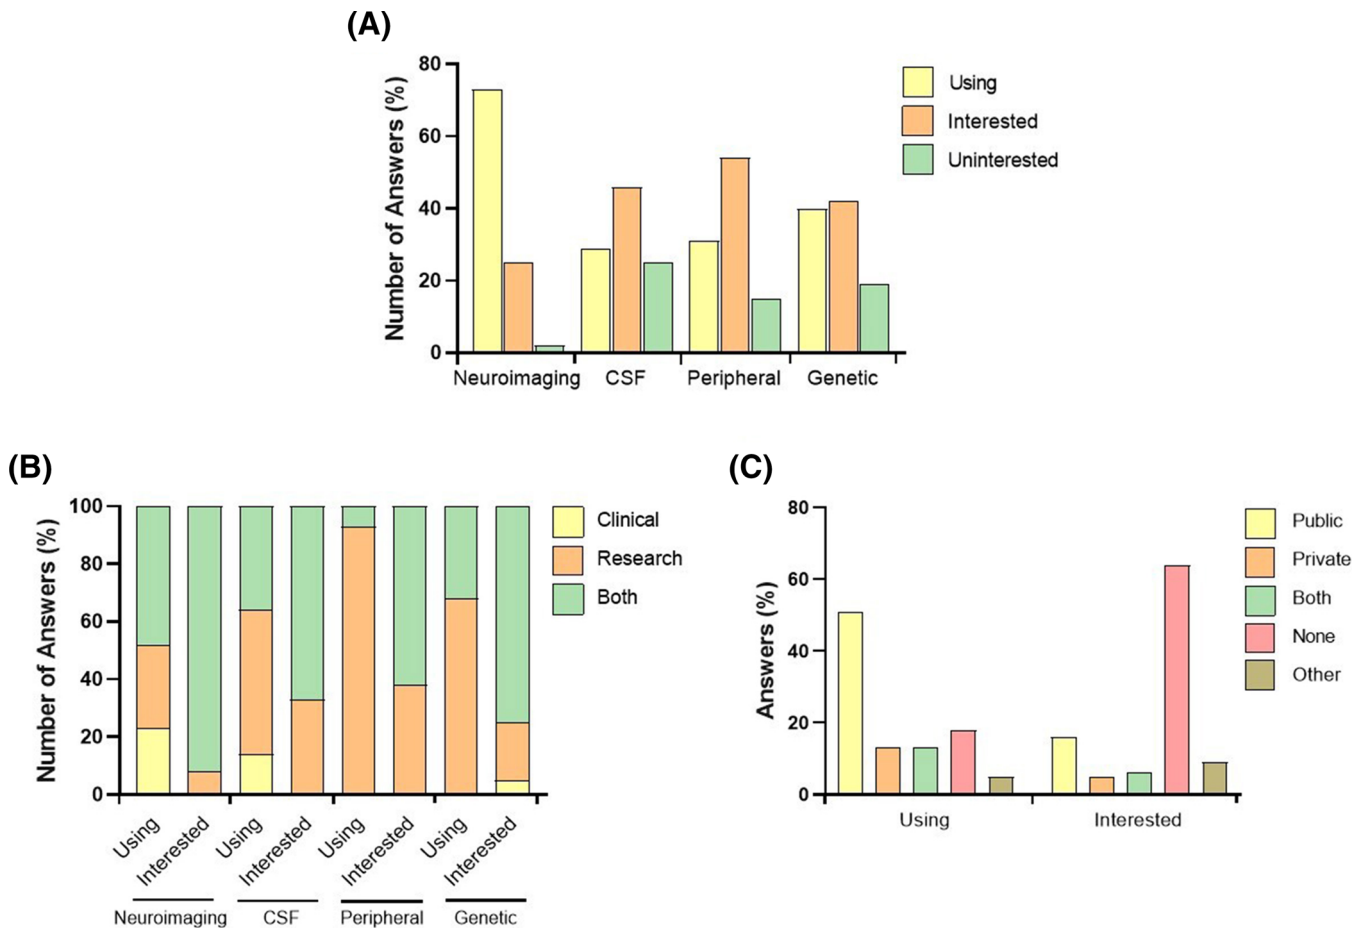 (A)
Number of Answers (%)
80
60
40
20
0
Neuroimaging CSF Peripheral Genetic
Using
Interested
Uninterested
(B)
Number of Answers (%)
100
80
60
40
20
0
Using Interested Using Interested Using Interested Using Interested
Neuroimaging CSF Peripheral Genetic
Clinical
Research
Both
(C)
Answers (%)
80
60
40
20
0
Using Interested
Public
Private
Both
None
Other